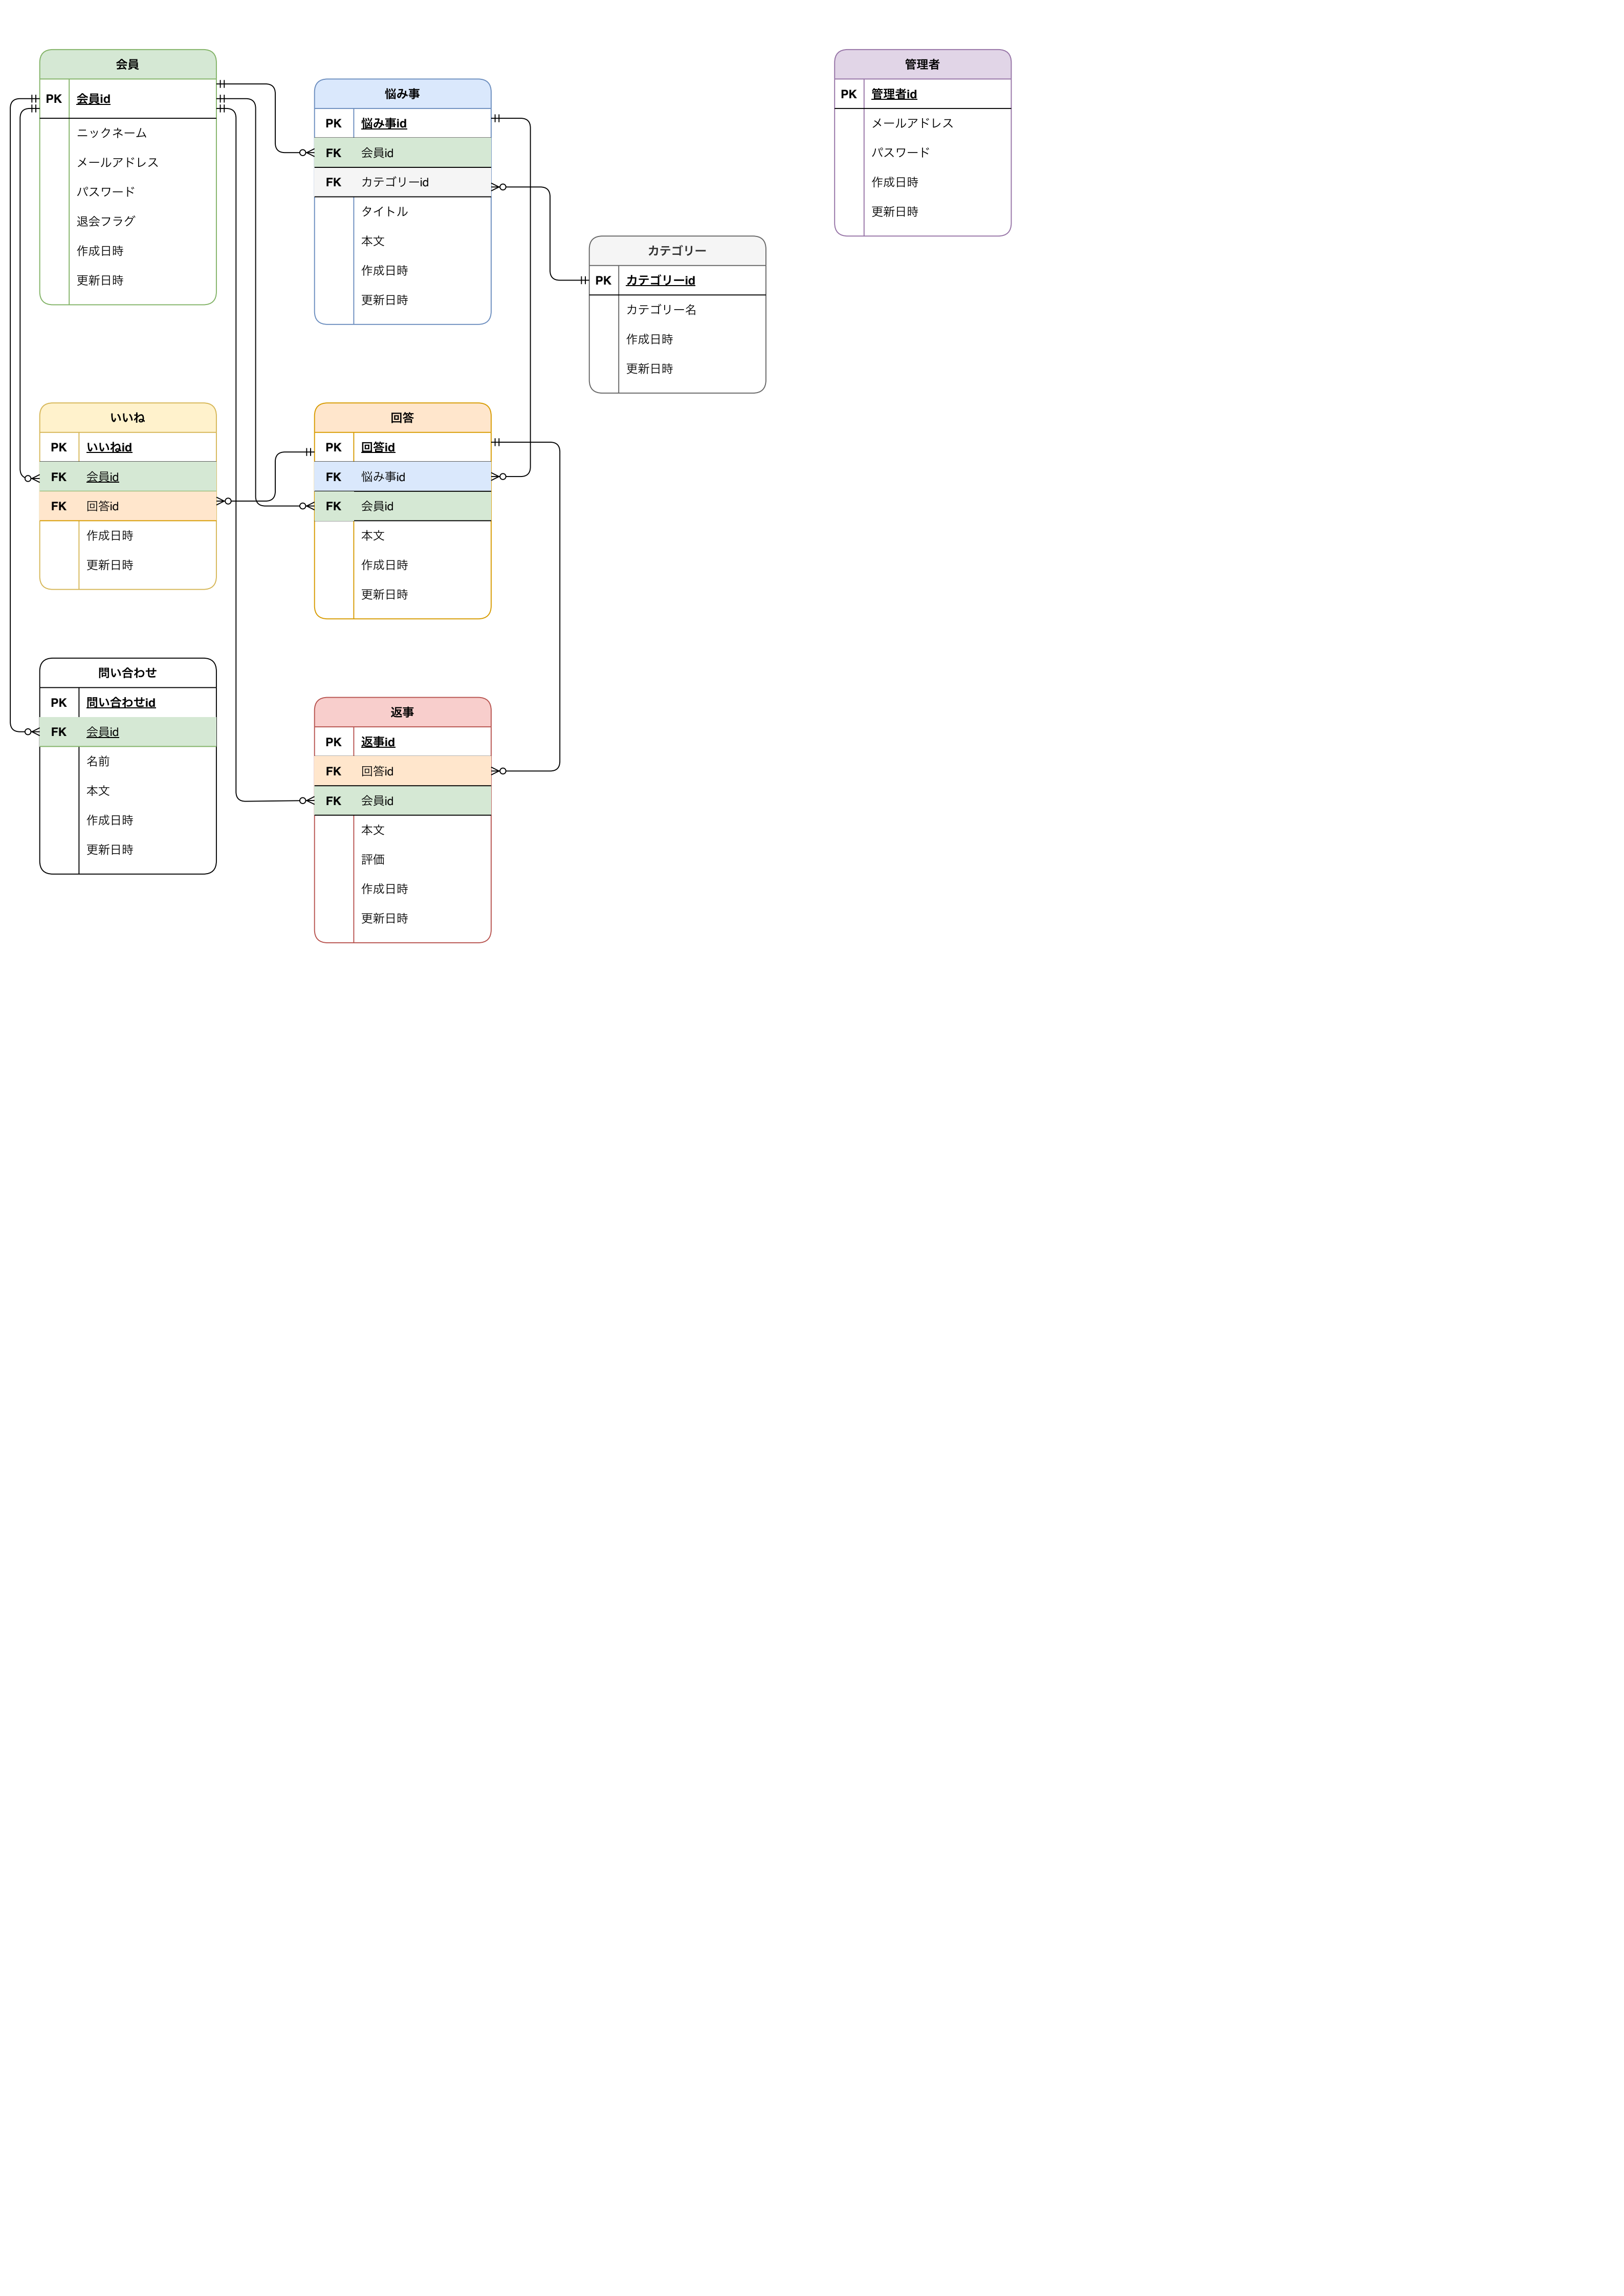 会員
PK 会員id
ニックネーム
メールアドレス
パスワード
退会フラグ
作成日時
更新日時
悩み事
PK 悩み事id
FK 会員id
FK カテゴリーid
タイトル
本文
作成日時
更新日時
カテゴリー
PK カテゴリーid
カテゴリー名
作成日時
更新日時
管理者
PK 管理者id
メールアドレス
パスワード
作成日時
更新日時
いいね
PK いいねid
FK 会員id
FK 回答id
作成日時
更新日時
回答
PK 回答id
FK 悩み事id
FK 会員id
本文
作成日時
更新日時
問い合わせ
PK 問い合わせid
FK 会員id
名前
本文
作成日時
更新日時
返事
PK 返事id
FK 回答id
FK 会員id
本文
評価
作成日時
更新日時